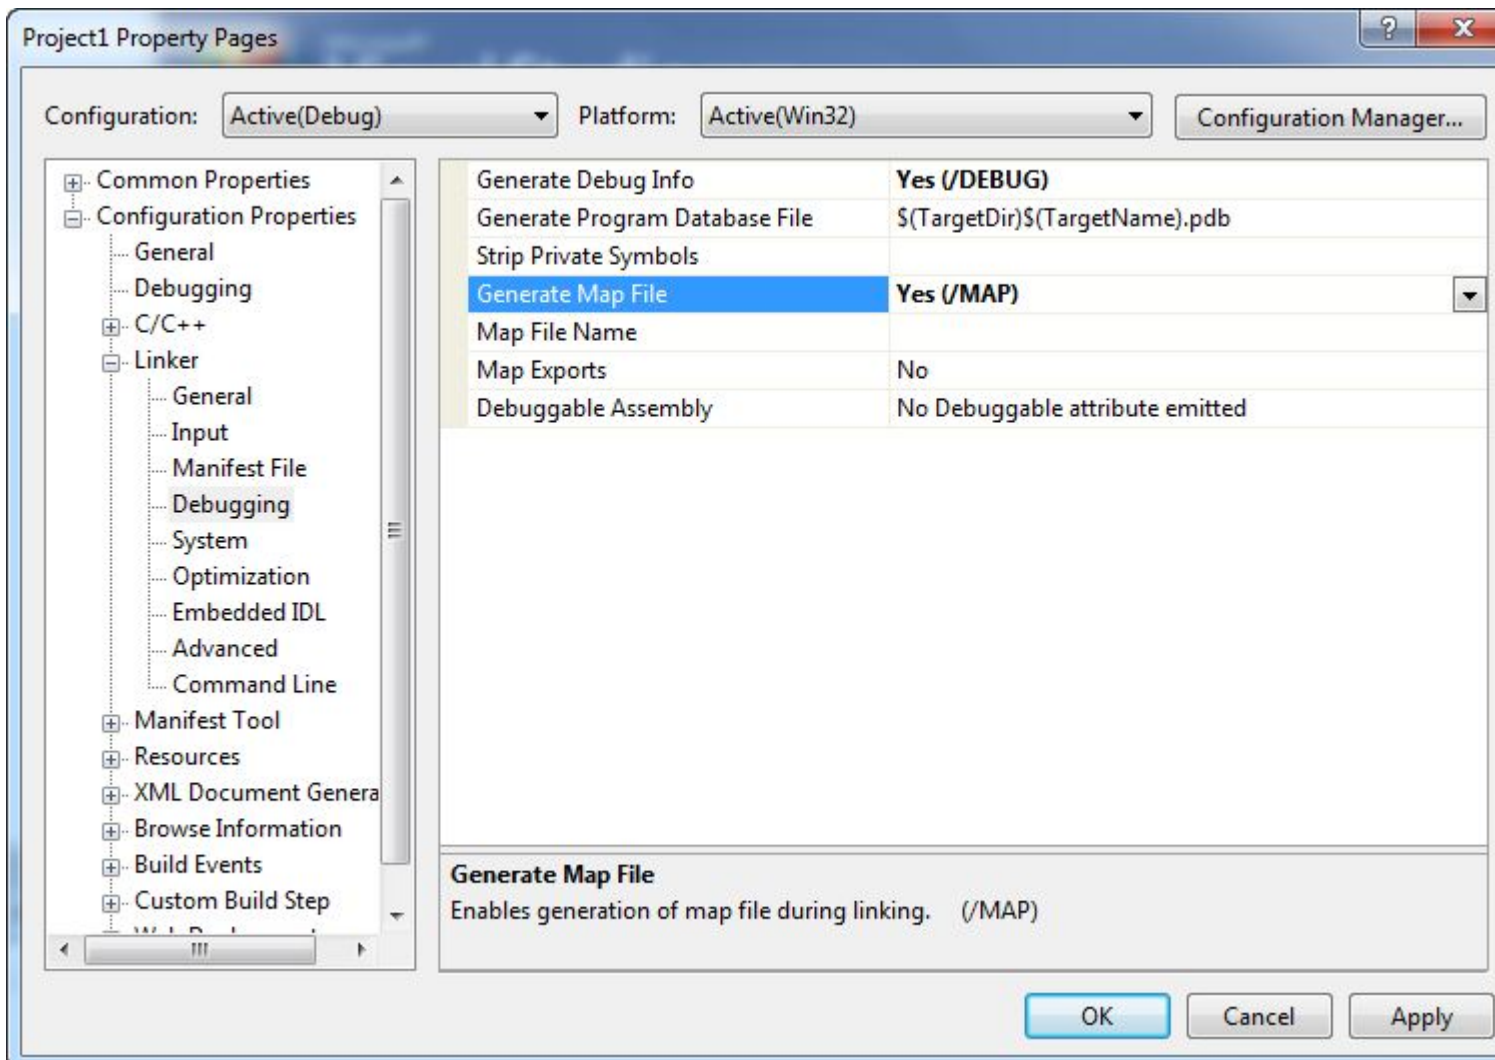 Project1 Property Pages
Configuration: Active(Debug) Platform: Active(Win32) Configuration Manager...
Common Properties
Configuration Properties
General
Debugging
C/C++
Linker
General
Input
Manifest File
Debugging
System
Optimization
Embedded IDL
Advanced
Command Line
Manifest Tool
Resources
XML Document Genera
Browse Information
Build Events
Custom Build Step
Generate Debug Info Yes (/DEBUG)
Generate Program Database File $(TargetDir)$(TargetName).pdb
Strip Private Symbols
Generate Map File Yes (/MAP)
Map File Name
Map Exports No
Debuggable Assembly No Debuggable attribute emitted
Generate Map File
Enables generation of map file during linking. (/MAP)
OK Cancel Apply